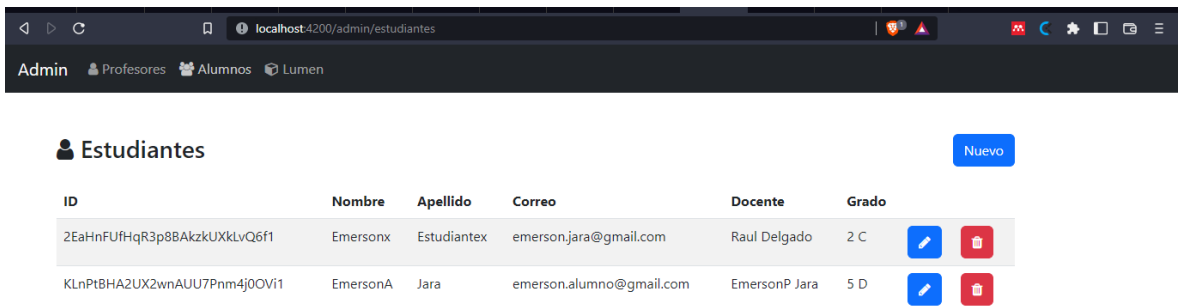 localhost:4200/admin/estudiantes
Admin Profesores Alumnos Lumen
Estudiantes Nuevo
ID Nombre Apellido Correo Docente Grado
2EaHnFUfHqR3p8BAkzkUXkLvQ6f1 Emersonx Estudiantex emerson.jara@gmail.com Raul Delgado 2 C
KLnPtBHA2UX2wnAUU7Pnm4j0OVi1 EmersonA Jara emerson.alumno@gmail.com EmersonP Jara 5 D